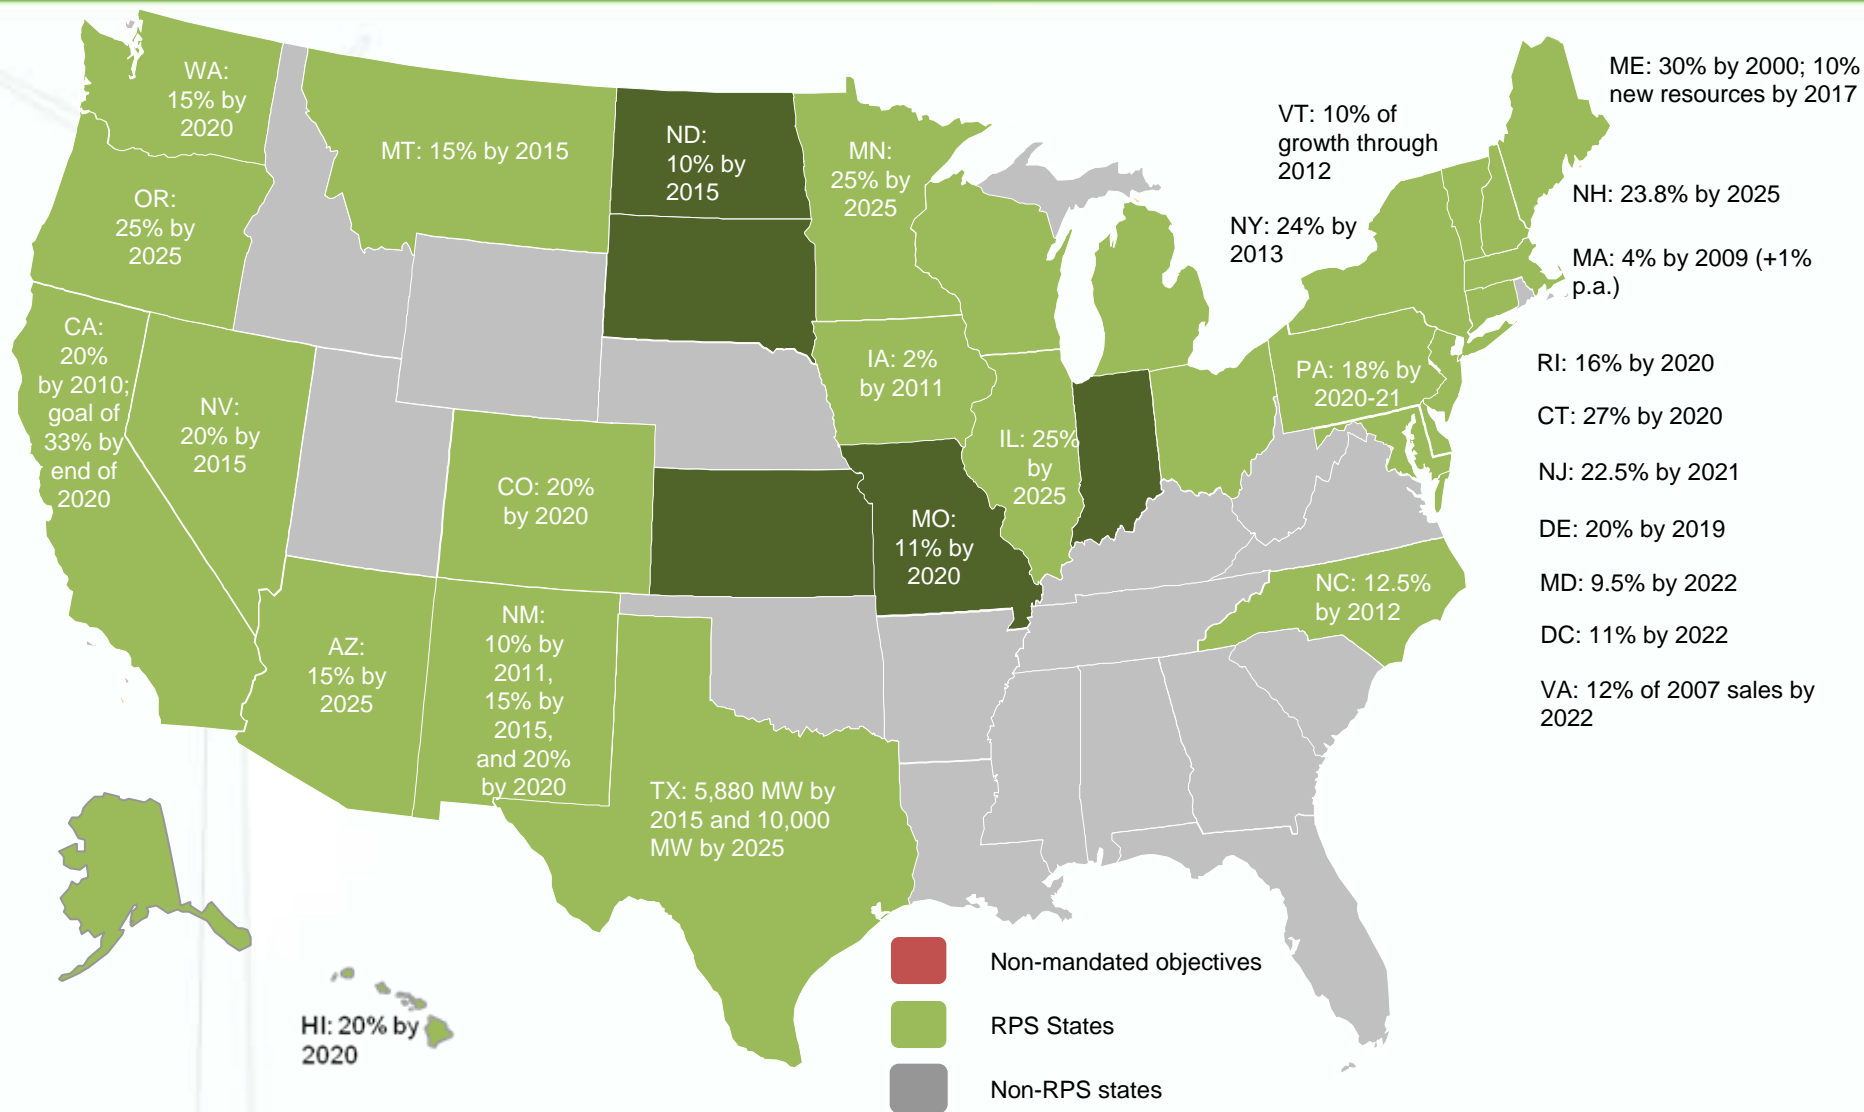 WA:
15% by
2020
MT: 15% by 2015
ND:
10% by
2015
MN:
25% by
2025
VT: 10% of
growth through
2012
ME: 30% by 2000; 10%
new resources by 2017
OR:
25% by
2025
NY: 24% by
2013
NH: 23.8% by 2025
MA: 4% by 2009 (+1%
p.a.)
CA:
20%
by 2010;
goal of
33% by
end of
2020
NV:
20% by
2015
IA: 2%
by 2011
PA: 18% by
2020-21
RI: 16% by 2020
CT: 27% by 2020
CO: 20%
by 2020
IL: 25%
by
2025
NJ: 22.5% by 2021
MO:
11% by
2020
DE: 20% by 2019
NC: 12.5%
by 2012
MD: 9.5% by 2022
DC: 11% by 2022
AZ:
15% by
2025
NM:
10% by
2011,
15% by
2015,
and 20%
by 2020
VA: 12% of 2007 sales by
2022
TX: 5,880 MW by
2015 and 10,000
MW by 2025
HI: 20% by
2020
Non-mandated objectives
RPS States
Non-RPS states